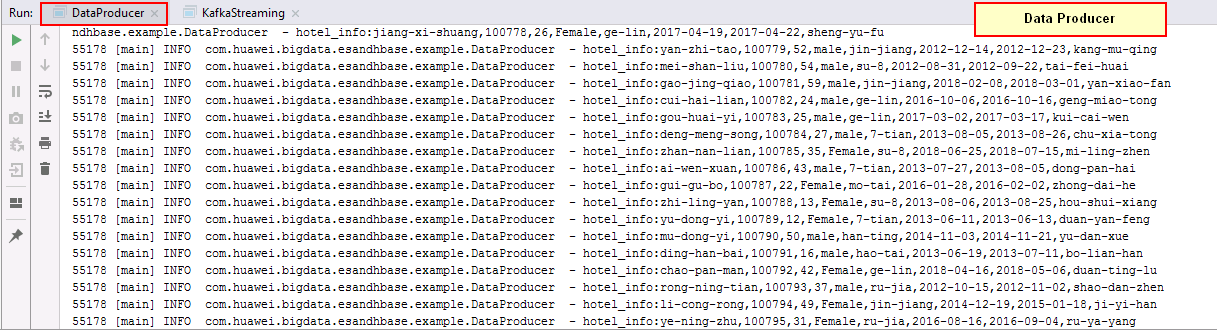 Run: DataProducer KafkaStreaming
Data Producer
ndhbase.example.DataProducer - hotel_info:jiang-xi-shuang,100778,26,Female,ge-lin,2017-04-19,2017-04-22,sheng-yu-fu
55178 [main] INFO com.huawei.bigdata.esandhbase.example.DataProducer - hotel_info:yan-zhi-tao,100779,52,male,jin-jiang,2012-12-14,2012-12-23,kang-mu-qing
55178 [main] INFO com.huawei.bigdata.esandhbase.example.DataProducer - hotel_info:mei-shan-liu,100780,54,male,su-8,2012-08-31,2012-09-22,tai-fei-huai
55178 [main] INFO com.huawei.bigdata.esandhbase.example.DataProducer - hotel_info:gao-jing-qiao,100781,59,male,jin-jiang,2018-02-08,2018-03-01,yan-xiao-fan
55178 [main] INFO com.huawei.bigdata.esandhbase.example.DataProducer - hotel_info:cui-hai-lian,100782,24,male,ge-lin,2016-10-06,2016-10-16,geng-miao-tong
55178 [main] INFO com.huawei.bigdata.esandhbase.example.DataProducer - hotel_info:gou-huai-yi,100783,25,male,ge-lin,2017-03-02,2017-03-17,kui-cai-wen
55178 [main] INFO com.huawei.bigdata.esandhbase.example.DataProducer - hotel_info:deng-meng-song,100784,27,male,7-tian,2013-08-05,2013-08-26,chu-xia-tong
55178 [main] INFO com.huawei.bigdata.esandhbase.example.DataProducer - hotel_info:zhan-nan-lian,100785,35,Female,su-8,2018-06-25,2018-07-15,mi-ling-zhen
55178 [main] INFO com.huawei.bigdata.esandhbase.example.DataProducer - hotel_info:ai-wen-xuan,100786,43,male,7-tian,2013-07-27,2013-08-05,dong-pan-hai
55178 [main] INFO com.huawei.bigdata.esandhbase.example.DataProducer - hotel_info:gui-gu-bo,100787,22,Female,mo-tai,2016-01-28,2016-02-02,zhong-dai-he
55178 [main] INFO com.huawei.bigdata.esandhbase.example.DataProducer - hotel_info:zhi-ling-yan,100788,13,Female,su-8,2013-08-06,2013-08-25,hou-shui-xiang
55178 [main] INFO com.huawei.bigdata.esandhbase.example.DataProducer - hotel_info:yu-dong-yi,100789,12,Female,7-tian,2013-06-11,2013-06-13,duan-yan-feng
55178 [main] INFO com.huawei.bigdata.esandhbase.example.DataProducer - hotel_info:mu-dong-yi,100790,50,male,han-ting,2014-11-03,2014-11-21,yu-dan-xue
55178 [main] INFO com.huawei.bigdata.esandhbase.example.DataProducer - hotel_info:ding-han-bai,100791,16,male,hao-tai,2013-06-19,2013-07-11,bo-lian-han
55178 [main] INFO com.huawei.bigdata.esandhbase.example.DataProducer - hotel_info:chao-pan-man,100792,42,Female,ge-lin,2018-04-16,2018-05-06,duan-ting-lu
55178 [main] INFO com.huawei.bigdata.esandhbase.example.DataProducer - hotel_info:rong-ning-tian,100793,37,male,ru-jia,2012-10-15,2012-11-02,shao-dan-zhen
55178 [main] INFO com.huawei.bigdata.esandhbase.example.DataProducer - hotel_info:li-cong-rong,100794,49,Female,jin-jiang,2014-12-19,2015-01-18,ji-yi-han
55178 [main] INFO com.huawei.bigdata.esandhbase.example.DataProducer - hotel_info:ye-ning-zhu,100795,31,Female,ru-jia,2016-08-16,2016-09-04,ru-ya-yang